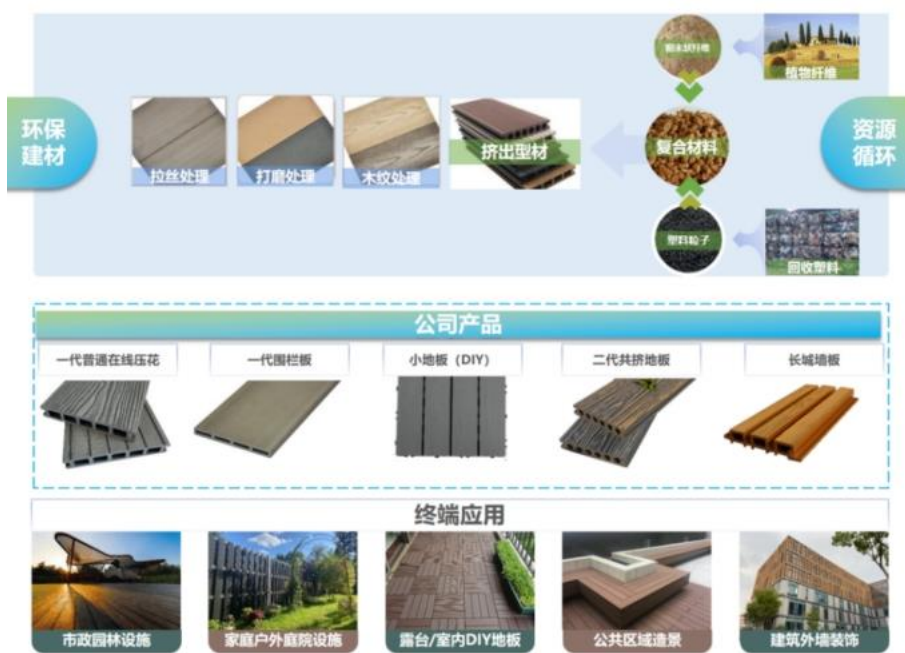 环保
建材
拉丝处理
打磨处理
木纹处理
挤出型材
粉末状纤维
复合材料
塑料粒子
植物纤维
回收塑料
资源
循环
公司产品
一代普通在线压花
一代围栏板
小地板（DIY）
二代共挤地板
长城墙板
终端应用
市政园林设施
家庭户外庭院设施
露台/室内DIY地板
公共区域造景
建筑外墙装饰